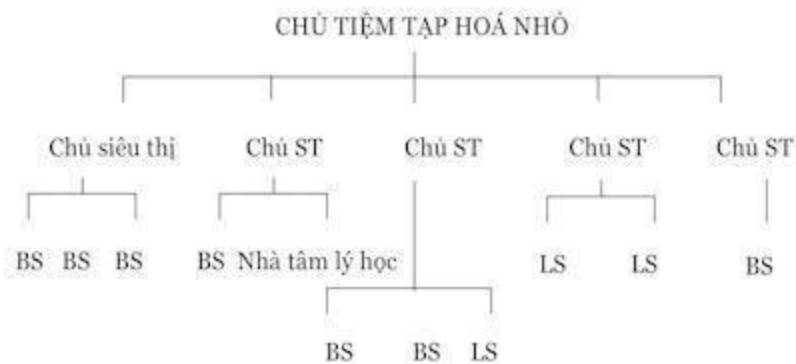 CHỦ TIỆM TẠP HOÁ NHỎ
Chủ siêu thị Chủ ST Chủ ST Chủ ST Chủ ST
BS BS BS BS Nhà tâm lý học LS LS BS
BS BS LS